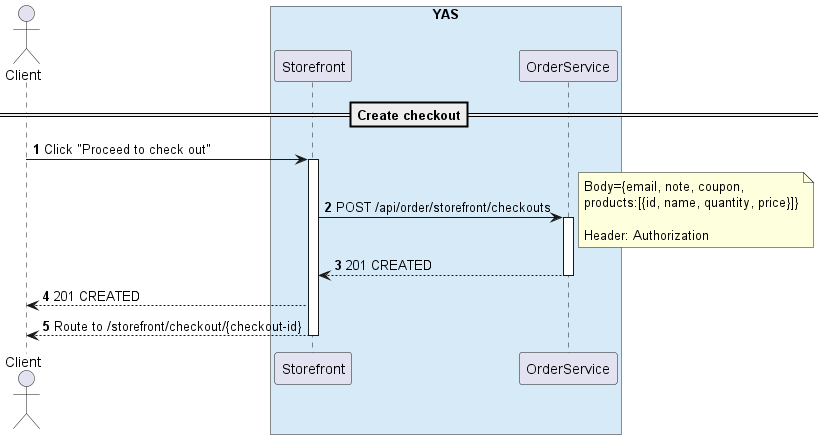 YAS
Client
Storefront
OrderService
Create checkout
1 Click "Proceed to check out"
Body={email, note, coupon,
products:[{id, name, quantity, price}]}
Header: Authorization
2 POST /api/order/storefront/checkouts
3 201 CREATED
4 201 CREATED
5 Route to /storefront/checkout/{checkout-id}
Client
Storefront
OrderService